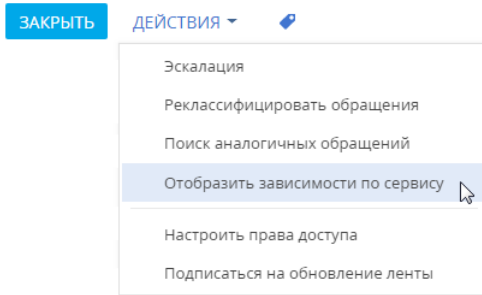 ЗАКРЫТЬ ДЕЙСТВИЯ
Эскалация
Реклассифицировать обращения
Поиск аналогичных обращений
Отобразить зависимости по сервису
Настроить права доступа
Подписаться на обновление ленты